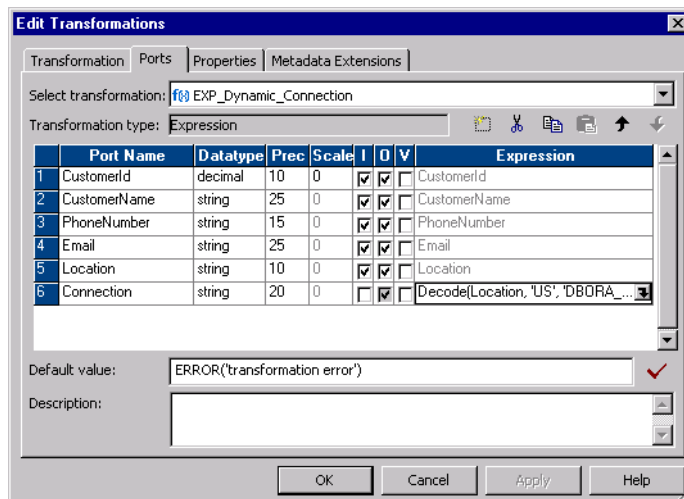 Edit Transformations
Transformation Ports Properties Metadata Extensions
Select transformation: f(x) EXP_Dynamic_Connection
Transformation type: Expression
Port Name Datatype Prec Scale I O V Expression
1 CustomerId decimal 10 0 CustomerId
2 CustomerName string 25 0 CustomerName
3 PhoneNumber string 15 0 PhoneNumber
4 Email string 25 0 Email
5 Location string 10 0 Location
6 Connection string 20 0 Decode(Location, 'US', 'DBORA_...
Default value: ERROR('transformation error')
Description:
OK Cancel Apply Help